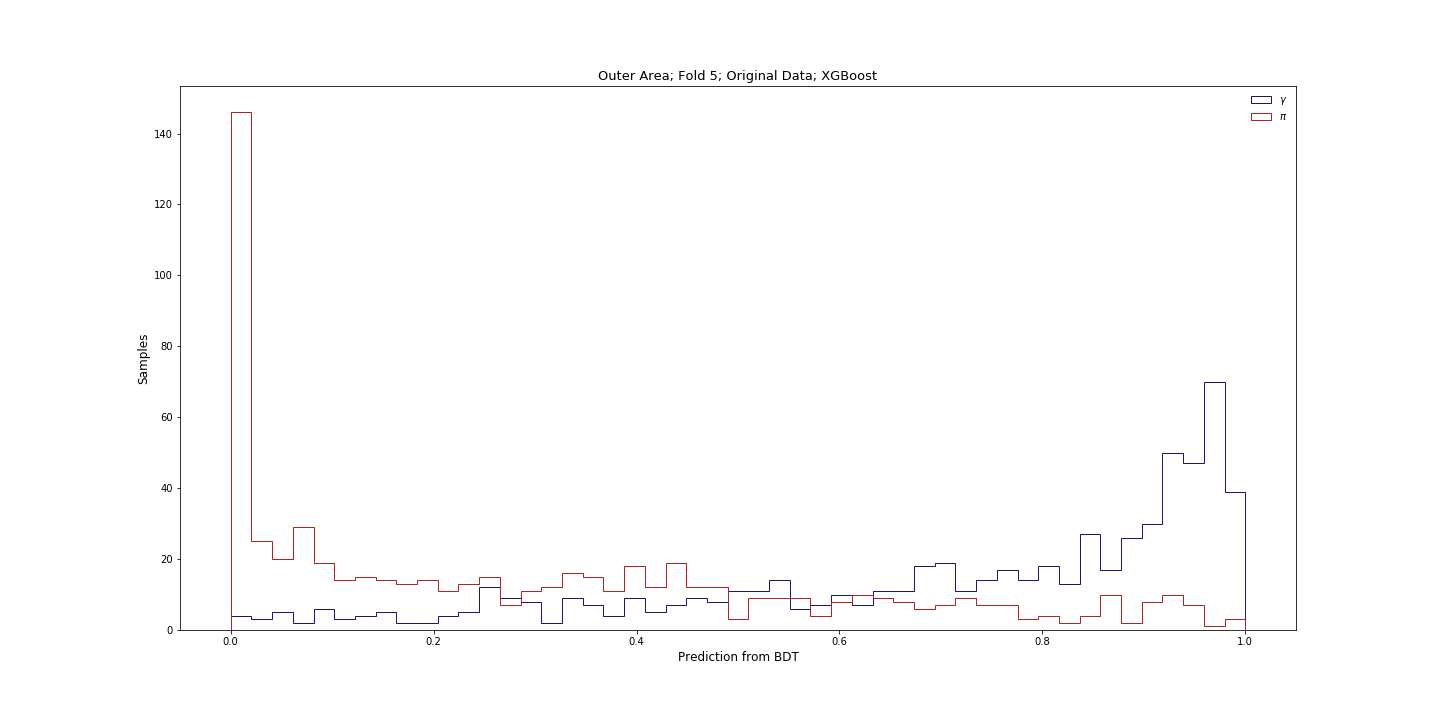 Outer Area; Fold 5; Original Data; XGBoost
γ
π
140
120
100
80
60
40
20
0
Samples
0.0 0.2 0.4 0.6 0.8 1.0
Prediction from BDT